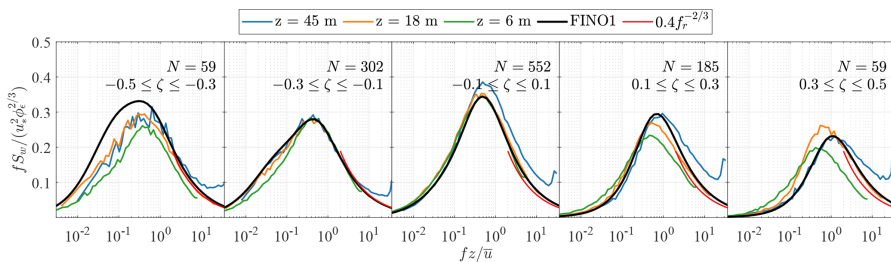 z = 45 m z = 18 m z = 6 m FINO1 0.4f_r^{-2/3}
fS_w/(u_*^2 ϕ_ϵ^{2/3})
0.5
0.4
0.3
0.2
0.1
N = 59
−0.5 ≤ ζ ≤ −0.3
N = 302
−0.3 ≤ ζ ≤ −0.1
N = 552
−0.1 ≤ ζ ≤ 0.1
N = 185
0.1 ≤ ζ ≤ 0.3
N = 59
0.3 ≤ ζ ≤ 0.5
10^{-2} 10^{-1} 10^0 10^1 10^{-2} 10^{-1} 10^0 10^1 10^{-2} 10^{-1} 10^0 10^1 10^{-2} 10^{-1} 10^0 10^1 10^{-2} 10^{-1} 10^0 10^1
fz/u̅